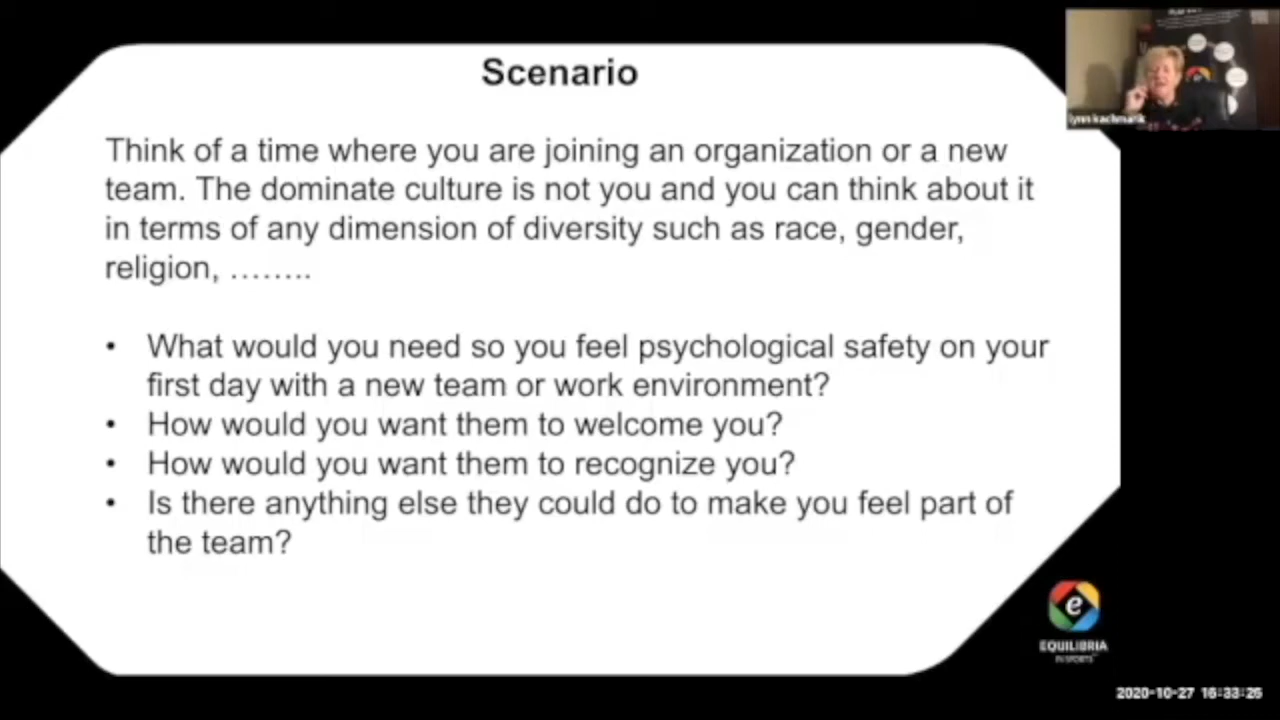 Scenario
Think of a time where you are joining an organization or a new
team. The dominate culture is not you and you can think about it
in terms of any dimension of diversity such as race, gender,
religion, ……..
• What would you need so you feel psychological safety on your
first day with a new team or work environment?
• How would you want them to welcome you?
• How would you want them to recognize you?
• Is there anything else they could do to make you feel part of
the team?
lynn kachmarik
e
EQUILIBRIA
IN SPORTS
2020-10-27 16:33:25